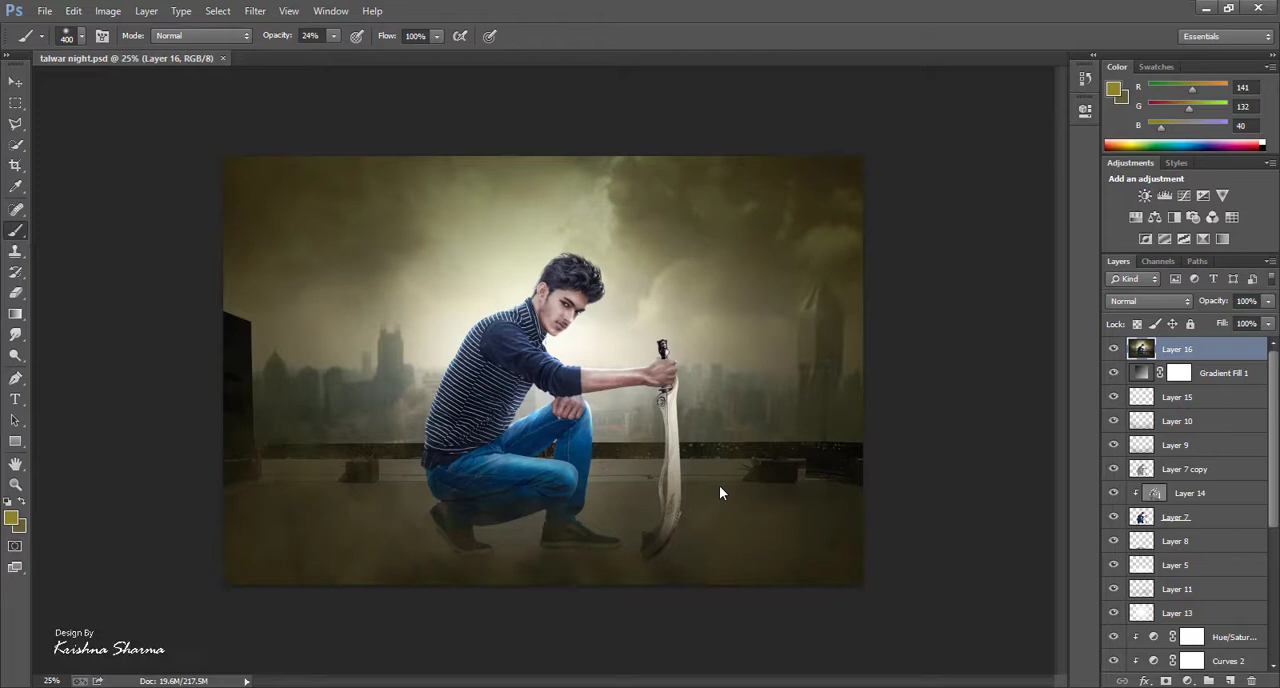 Ps File Edit Image Layer Type Select Filter View Window Help
400 Mode: Normal Opacity: 24% Flow: 100% Essentials
talwar night.psd @ 25% (Layer 16, RGB/8) ×
Color Swatches
R 141
G 132
B 40
Adjustments Styles
Add an adjustment
Layers Channels Paths
Kind
Normal Opacity: 100%
Lock: Fill: 100%
Layer 16
Gradient Fill 1
Layer 15
Layer 10
Layer 9
Layer 7 copy
Layer 14
Layer 7
Layer 8
Layer 5
Layer 11
Layer 13
Hue/Satur...
Curves 2
Design By
Krishna Sharma
25% Doc: 19.6M/217.5M